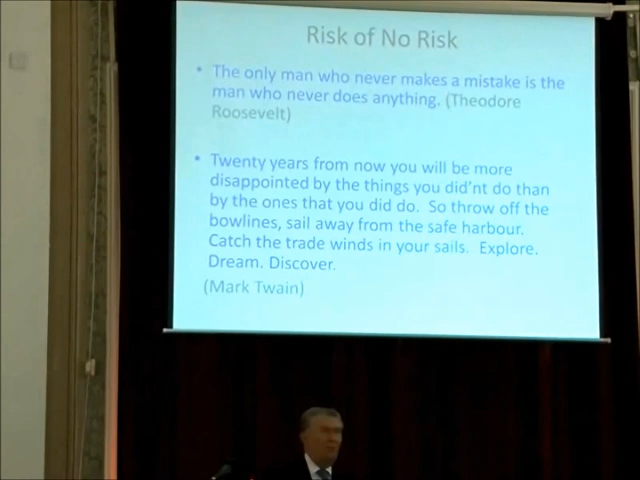 Risk of No Risk
• The only man who never makes a mistake is the
man who never does anything. (Theodore
Roosevelt)
• Twenty years from now you will be more
disappointed by the things you did'nt do than
by the ones that you did do.  So throw off the
bowlines, sail away from the safe harbour.
Catch the trade winds in your sails.  Explore.
Dream. Discover.
(Mark Twain)